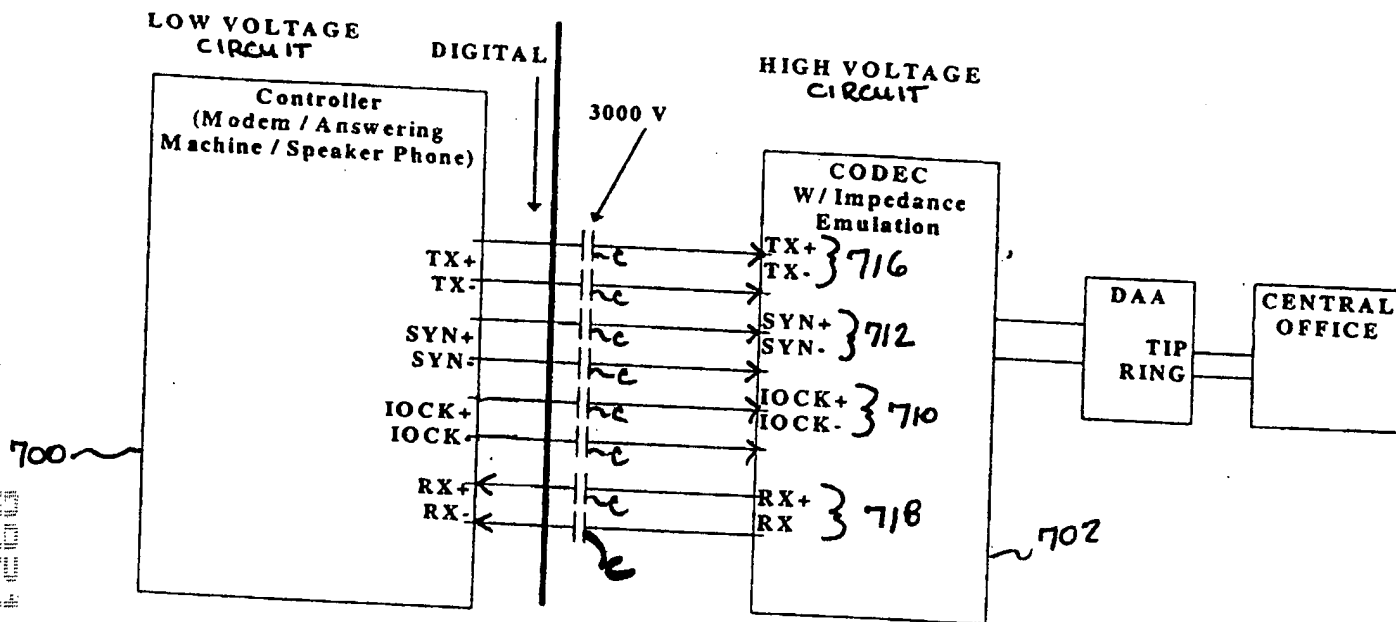 LOW VOLTAGE
CIRCUIT
DIGITAL
HIGH VOLTAGE
CIRCUIT
3000 V
Controller
(Modem / Answering
Machine / Speaker Phone)
CODEC
W/ Impedance
Emulation
TX+
TX-
SYN+
SYN-
IOCK+
IOCK-
RX+
RX-
c
c
c
c
c
c
c
c
TX+
TX-
716
SYN+
SYN-
712
IOCK+
IOCK-
710
RX+
RX
718
DAA
TIP
RING
CENTRAL
OFFICE
700
702